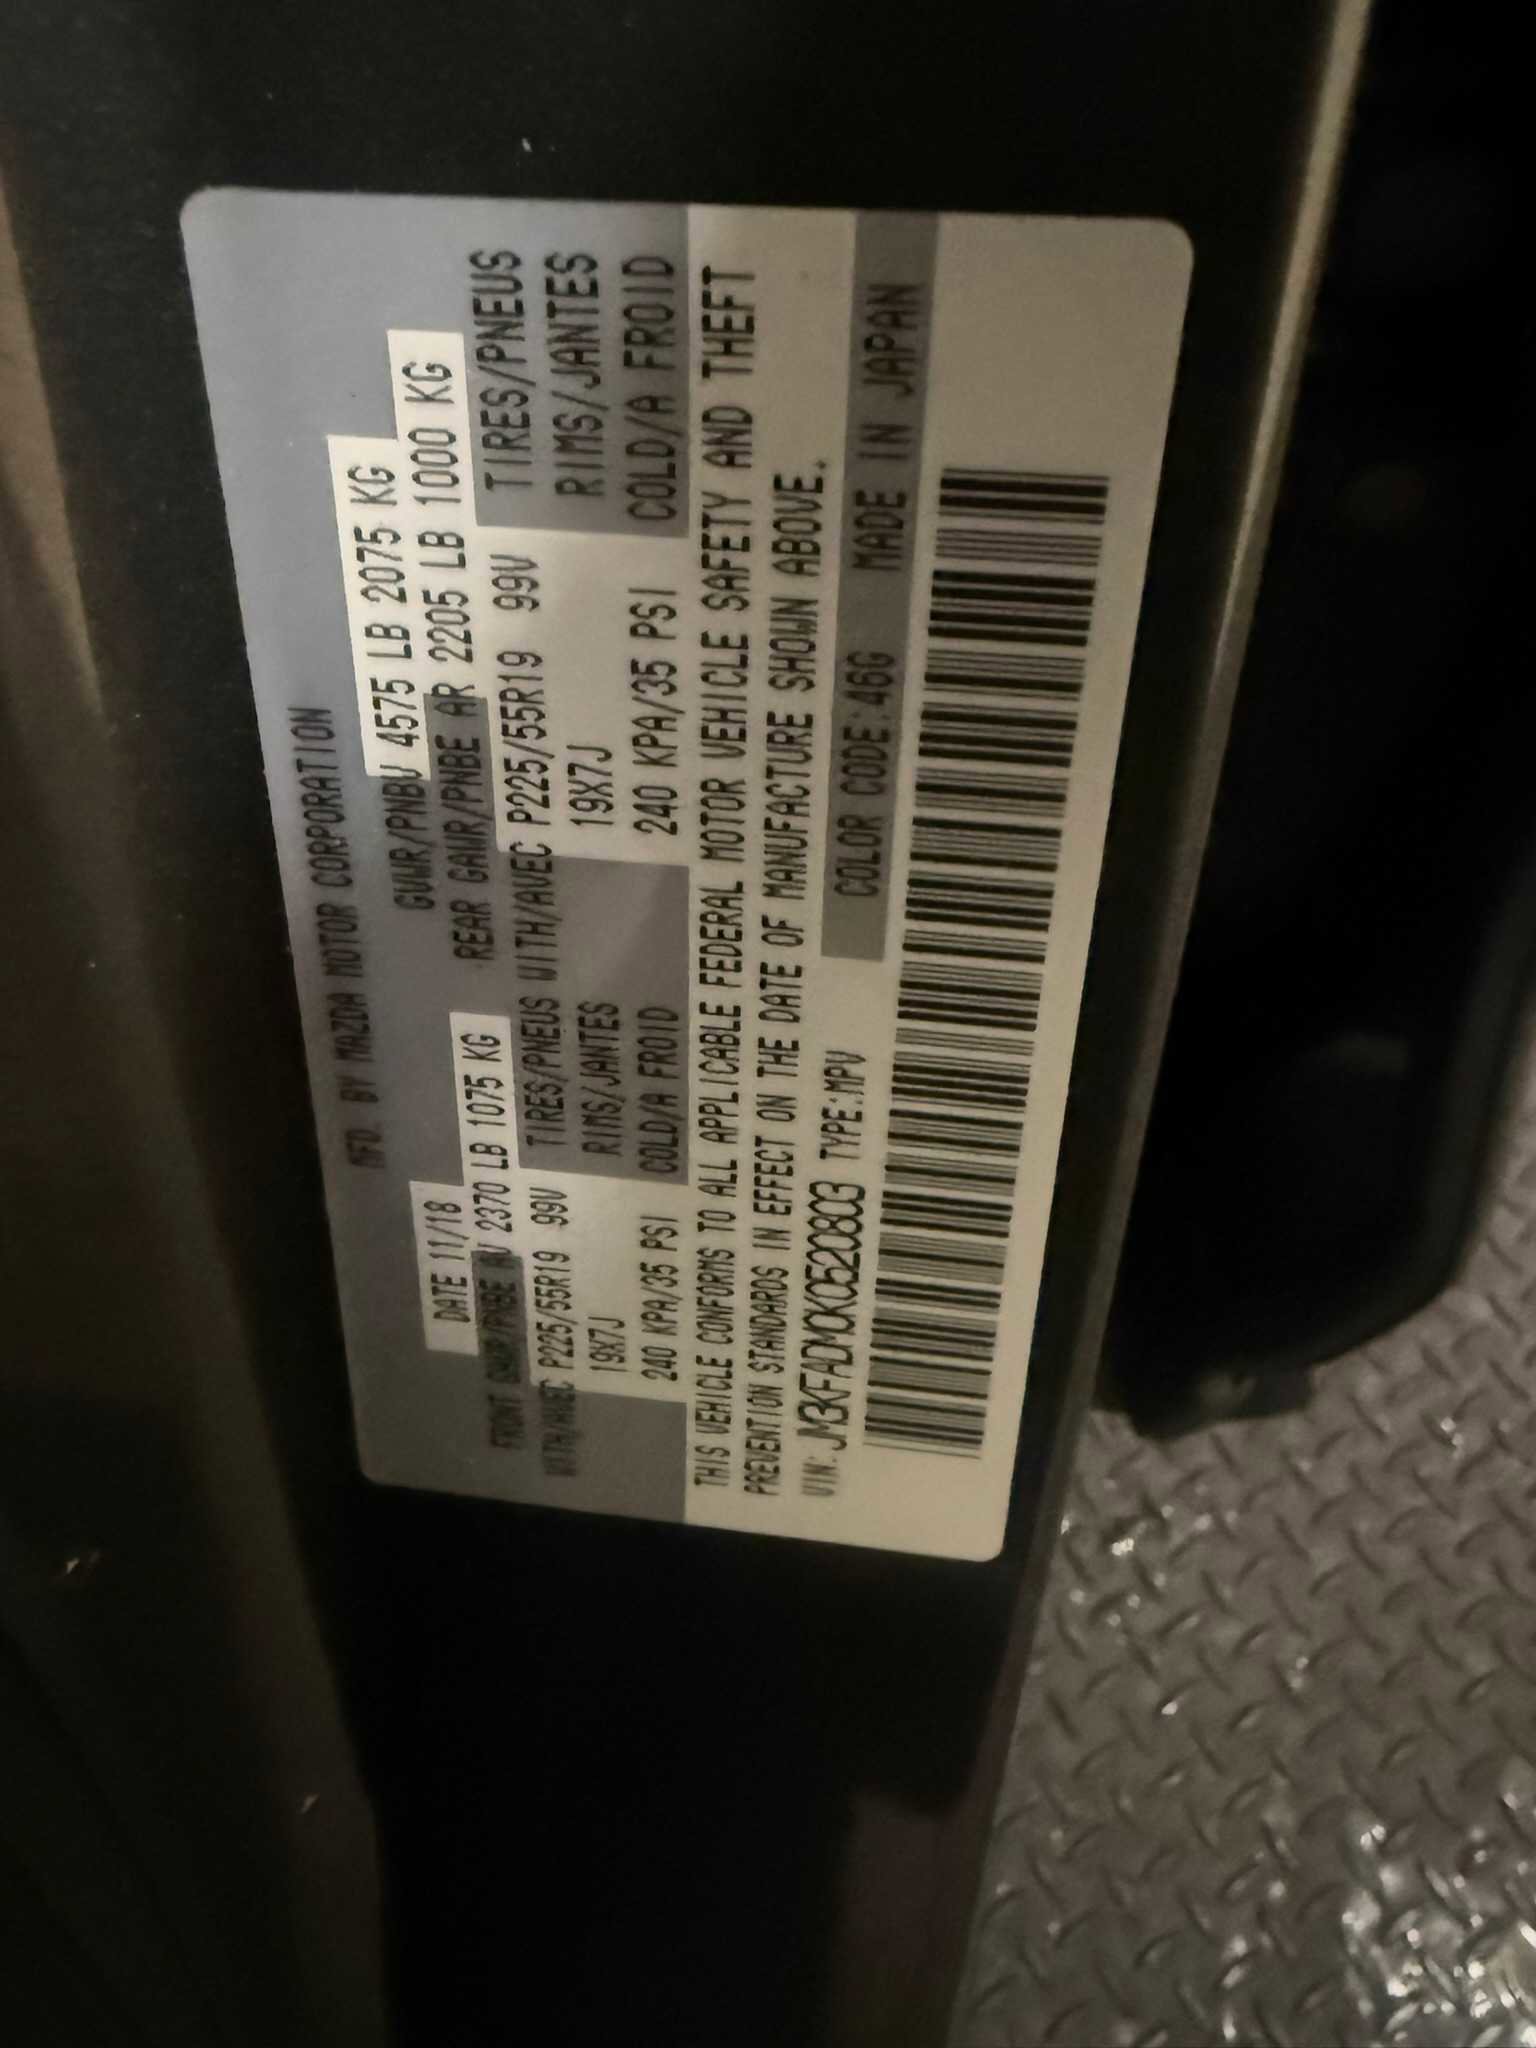 MFD. BY MAZDA MOTOR CORPORATION
DATE 11/18 GVWR/PNBV 4575 LB 2075 KG
FRONT GAWR/PNBE AV 2370 LB 1075 KG REAR GAWR/PNBE AR 2205 LB 1000 KG
WITH/AVEC P225/55R19 99V TIRES/PNEUS WITH/AVEC P225/55R19 99V TIRES/PNEUS
19X7J RIMS/JANTES 19X7J RIMS/JANTES
240 KPA/35 PSI COLD/A FROID 240 KPA/35 PSI COLD/A FROID
THIS VEHICLE CONFORMS TO ALL APPLICABLE FEDERAL MOTOR VEHICLE SAFETY AND THEFT
PREVENTION STANDARDS IN EFFECT ON THE DATE OF MANUFACTURE SHOWN ABOVE.
VIN: JM3KFADM0K0520803 TYPE:MPV COLOR CODE:46G MADE IN JAPAN